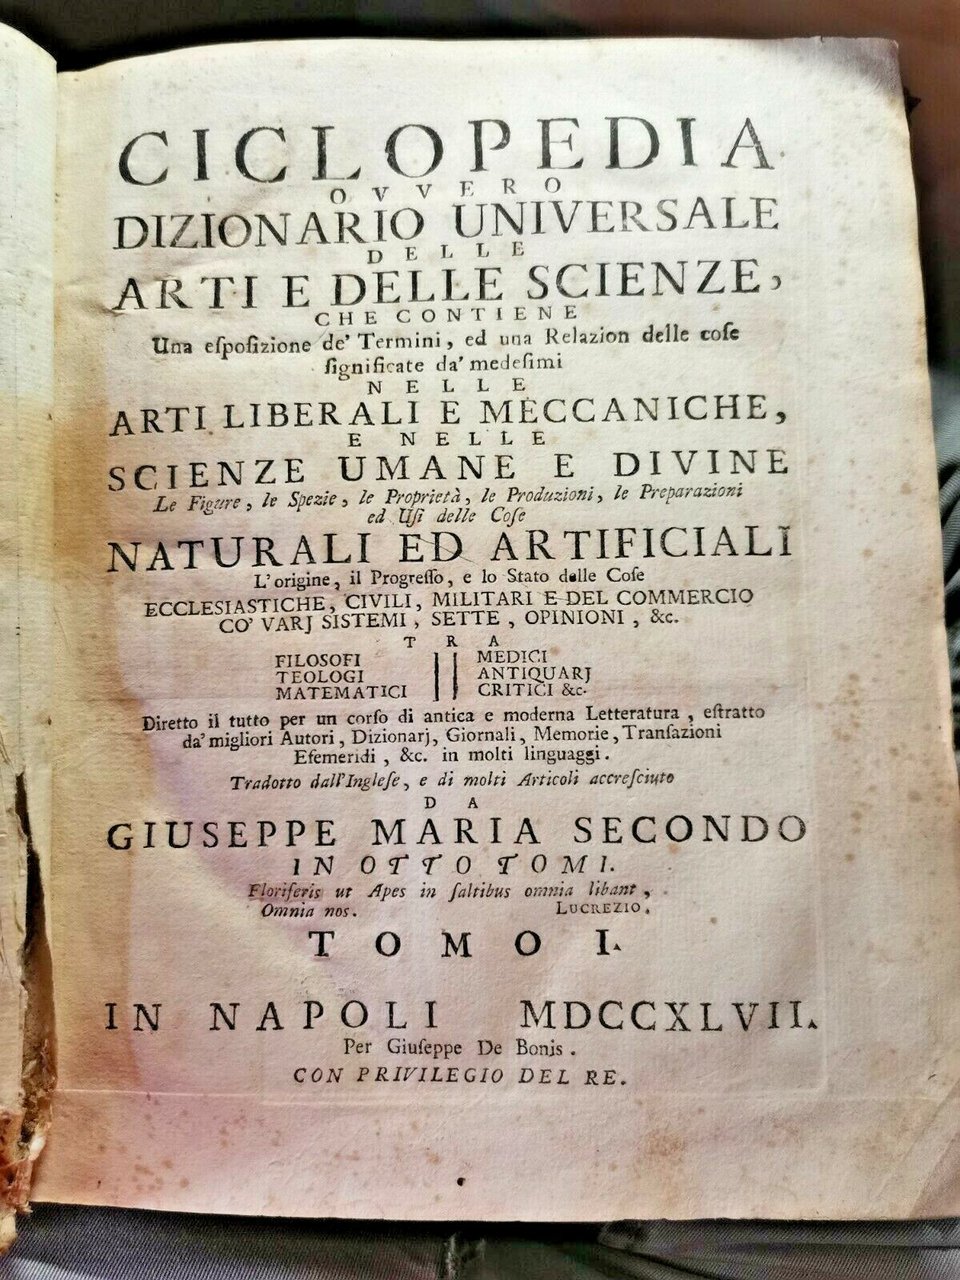 CICLOPEDIA
OVVERO
DIZIONARIO UNIVERSALE
DELLE
ARTI E DELLE SCIENZE,
CHE CONTIENE
Una eſpoſizione de' Termini, ed una Relazion delle coſe
ſignificate da' medeſimi
NELLE
ARTI LIBERALI E MECCANICHE,
E NELLE
SCIENZE UMANE E DIVINE
Le Figure, le Spezie, le Proprietà, le Produzioni, le Preparazioni
ed Uſi delle Coſe
NATURALI ED ARTIFICIALI
L'origine, il Progreſſo, e lo Stato delle Coſe
ECCLESIASTICHE, CIVILI, MILITARI E DEL COMMERCIO
CO' VARJ SISTEMI, SETTE, OPINIONI, &c.
TRA
FILOSOFI || MEDICI
TEOLOGI || ANTIQUARJ
MATEMATICI || CRITICI &c.
Diretto il tutto per un corſo di antica e moderna Letteratura, eſtratto
da' migliori Autori, Dizionarj, Giornali, Memorie, Tranſazioni
Efemeridi, &c. in molti linguaggi.
Tradotto dall'Ingleſe, e di molti Articoli accreſciuto
DA
GIUSEPPE MARIA SECONDO
IN OTTO TOMI.
Floriferis ut Apes in ſaltibus omnia libant,
Omnia nos. LUCREZIO.
TOMO I.
IN NAPOLI MDCCXLVII.
Per Giuſeppe De Bonis.
CON PRIVILEGIO DEL RE.